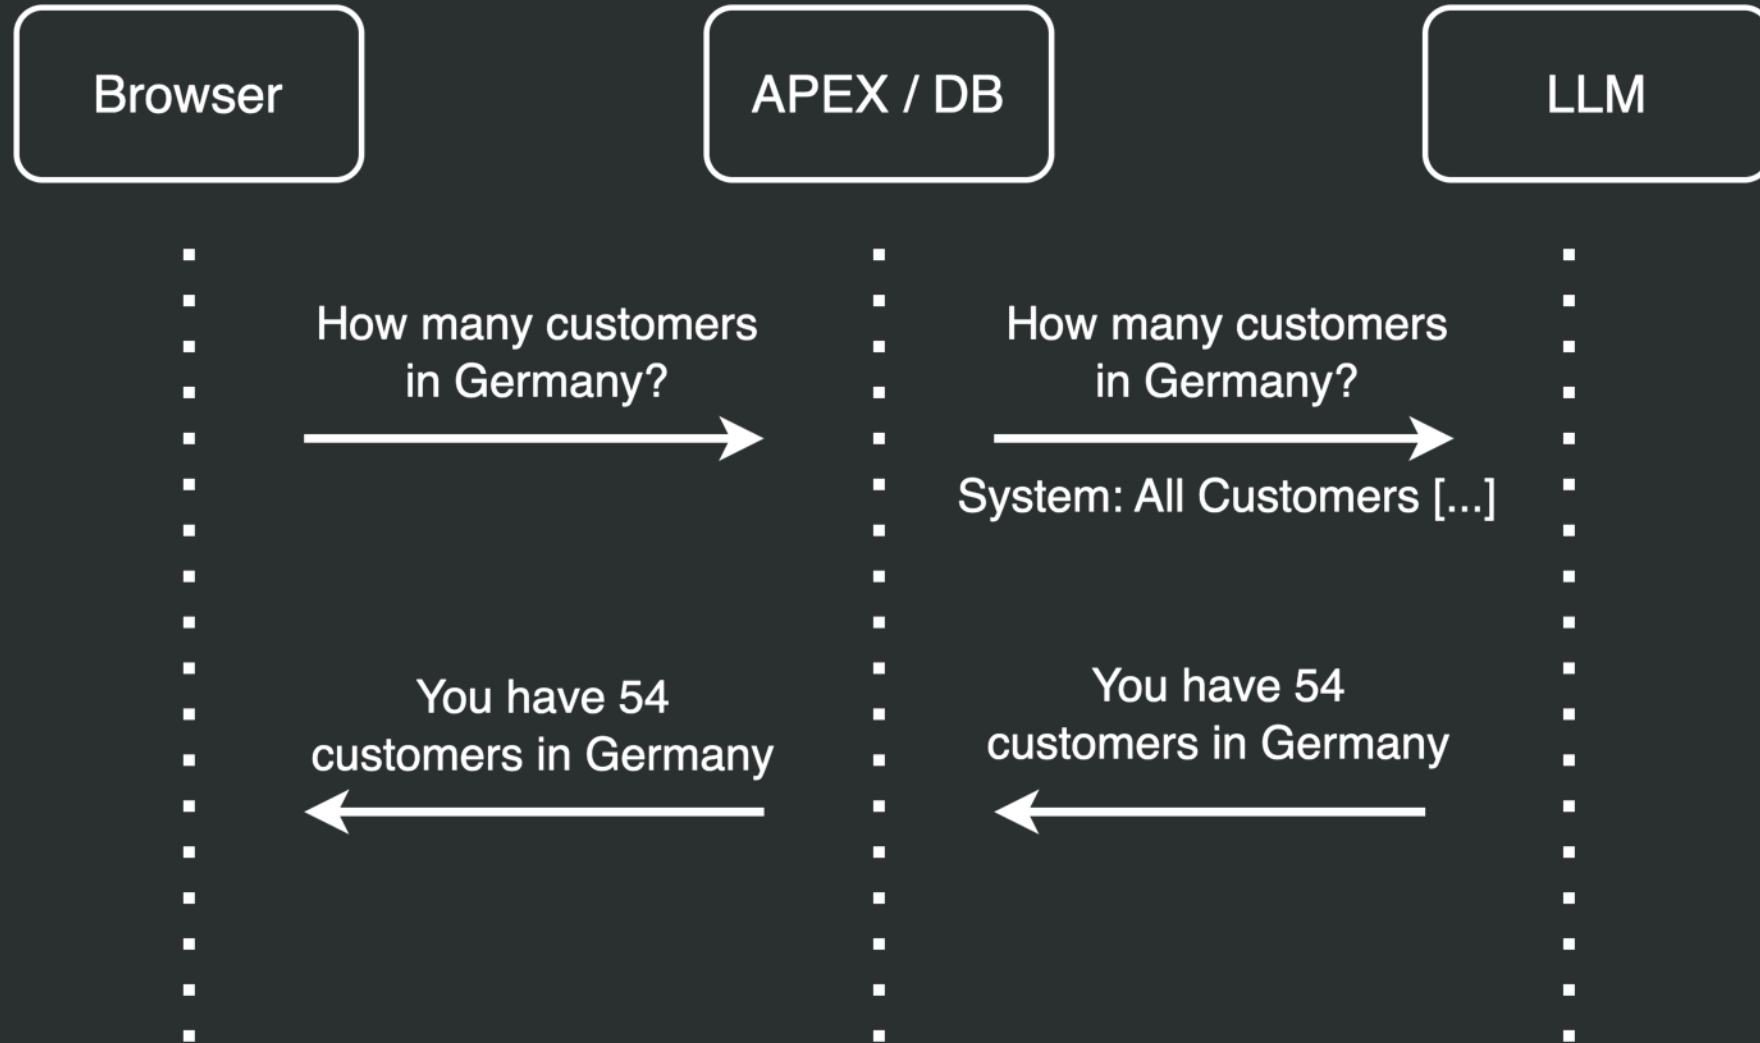 Browser
APEX / DB
LLM
How many customers
in Germany?
How many customers
in Germany?
System: All Customers [...]
You have 54
customers in Germany
You have 54
customers in Germany